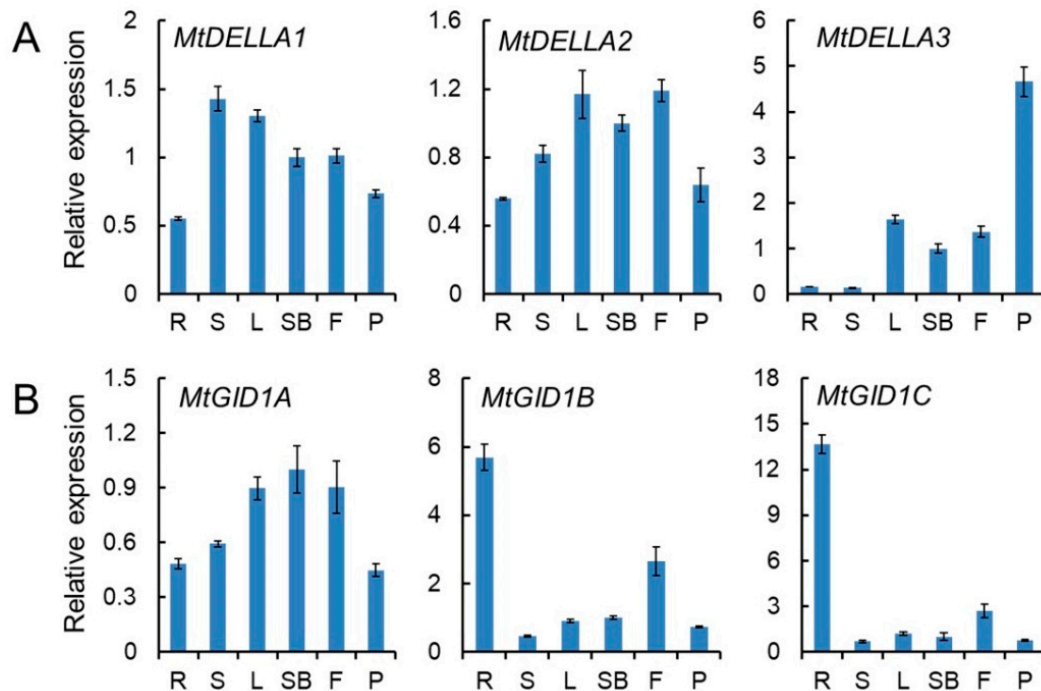 A
MtDELLA1
MtDELLA2
MtDELLA3
Relative expression
2
1.5
1
0.5
0
R S L SB F P
1.6
1.2
0.8
0.4
0
R S L SB F P
6
5
4
3
2
1
0
R S L SB F P
B
MtGID1A
MtGID1B
MtGID1C
Relative expression
1.5
1.2
0.9
0.6
0.3
0
R S L SB F P
8
6
4
2
0
R S L SB F P
18
15
12
9
6
3
0
R S L SB F P